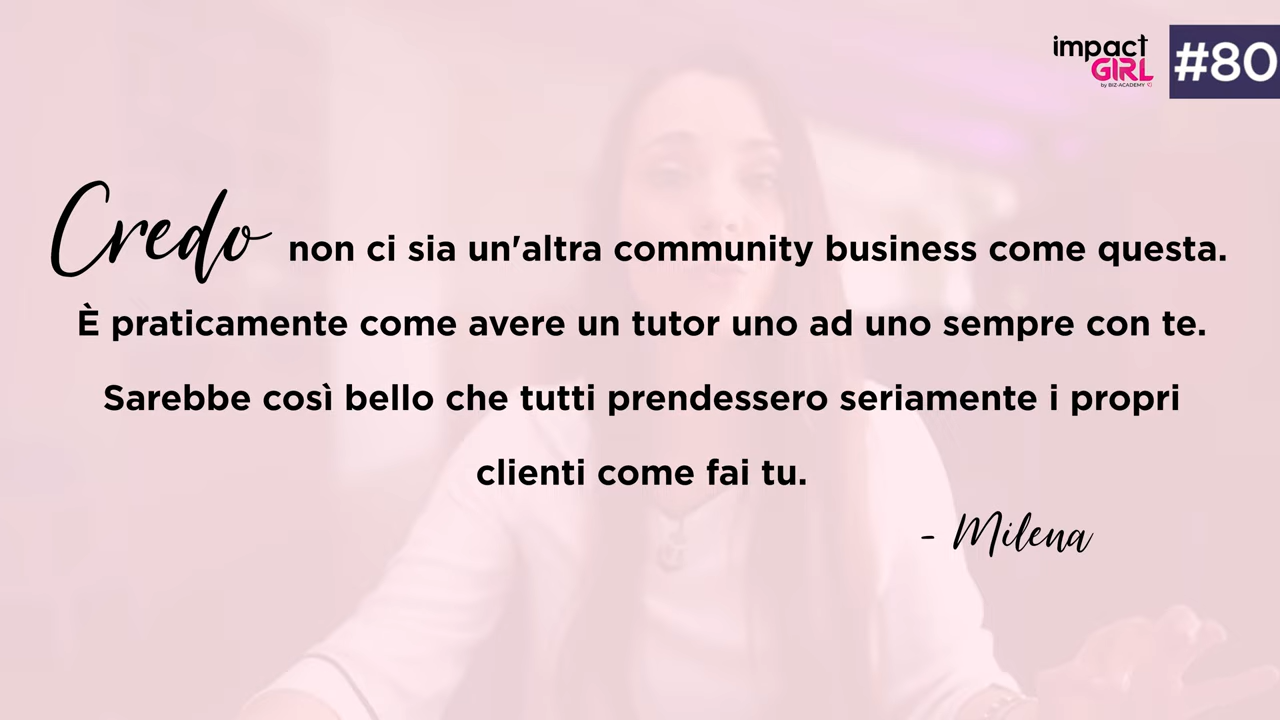 impact
GIRL
by BIZ-ACADEMY
#80
Credo non ci sia un'altra community business come questa.
È praticamente come avere un tutor uno ad uno sempre con te.
Sarebbe così bello che tutti prendessero seriamente i propri
clienti come fai tu.
- Milena